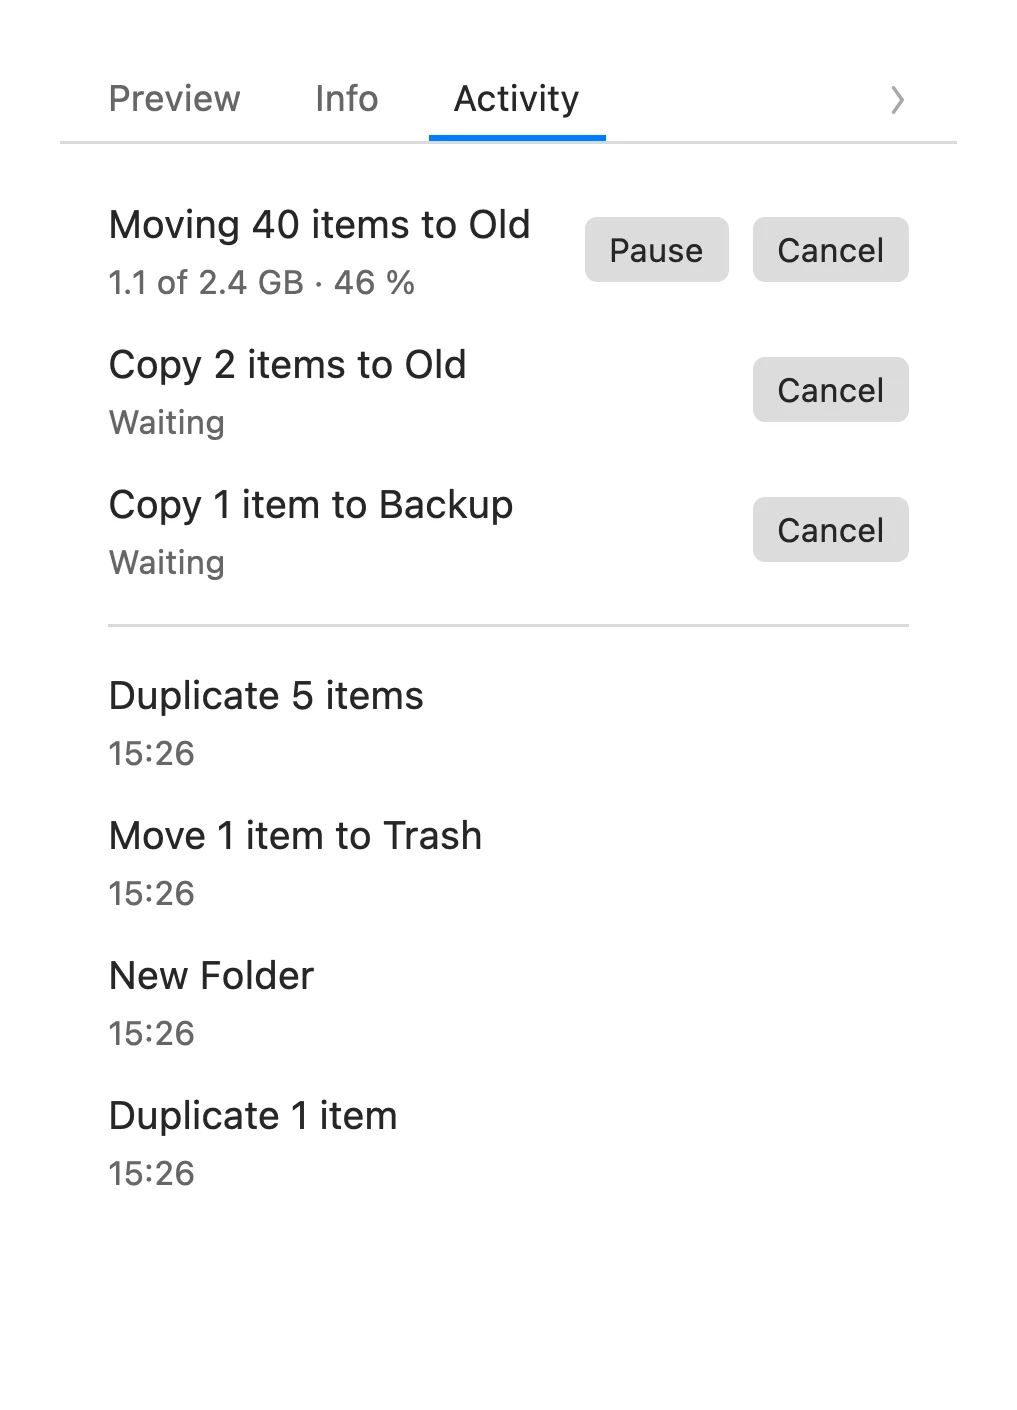 Preview Info Activity
Moving 40 items to Old
1.1 of 2.4 GB · 46 %
Pause Cancel
Copy 2 items to Old
Waiting
Cancel
Copy 1 item to Backup
Waiting
Cancel
Duplicate 5 items
15:26
Move 1 item to Trash
15:26
New Folder
15:26
Duplicate 1 item
15:26